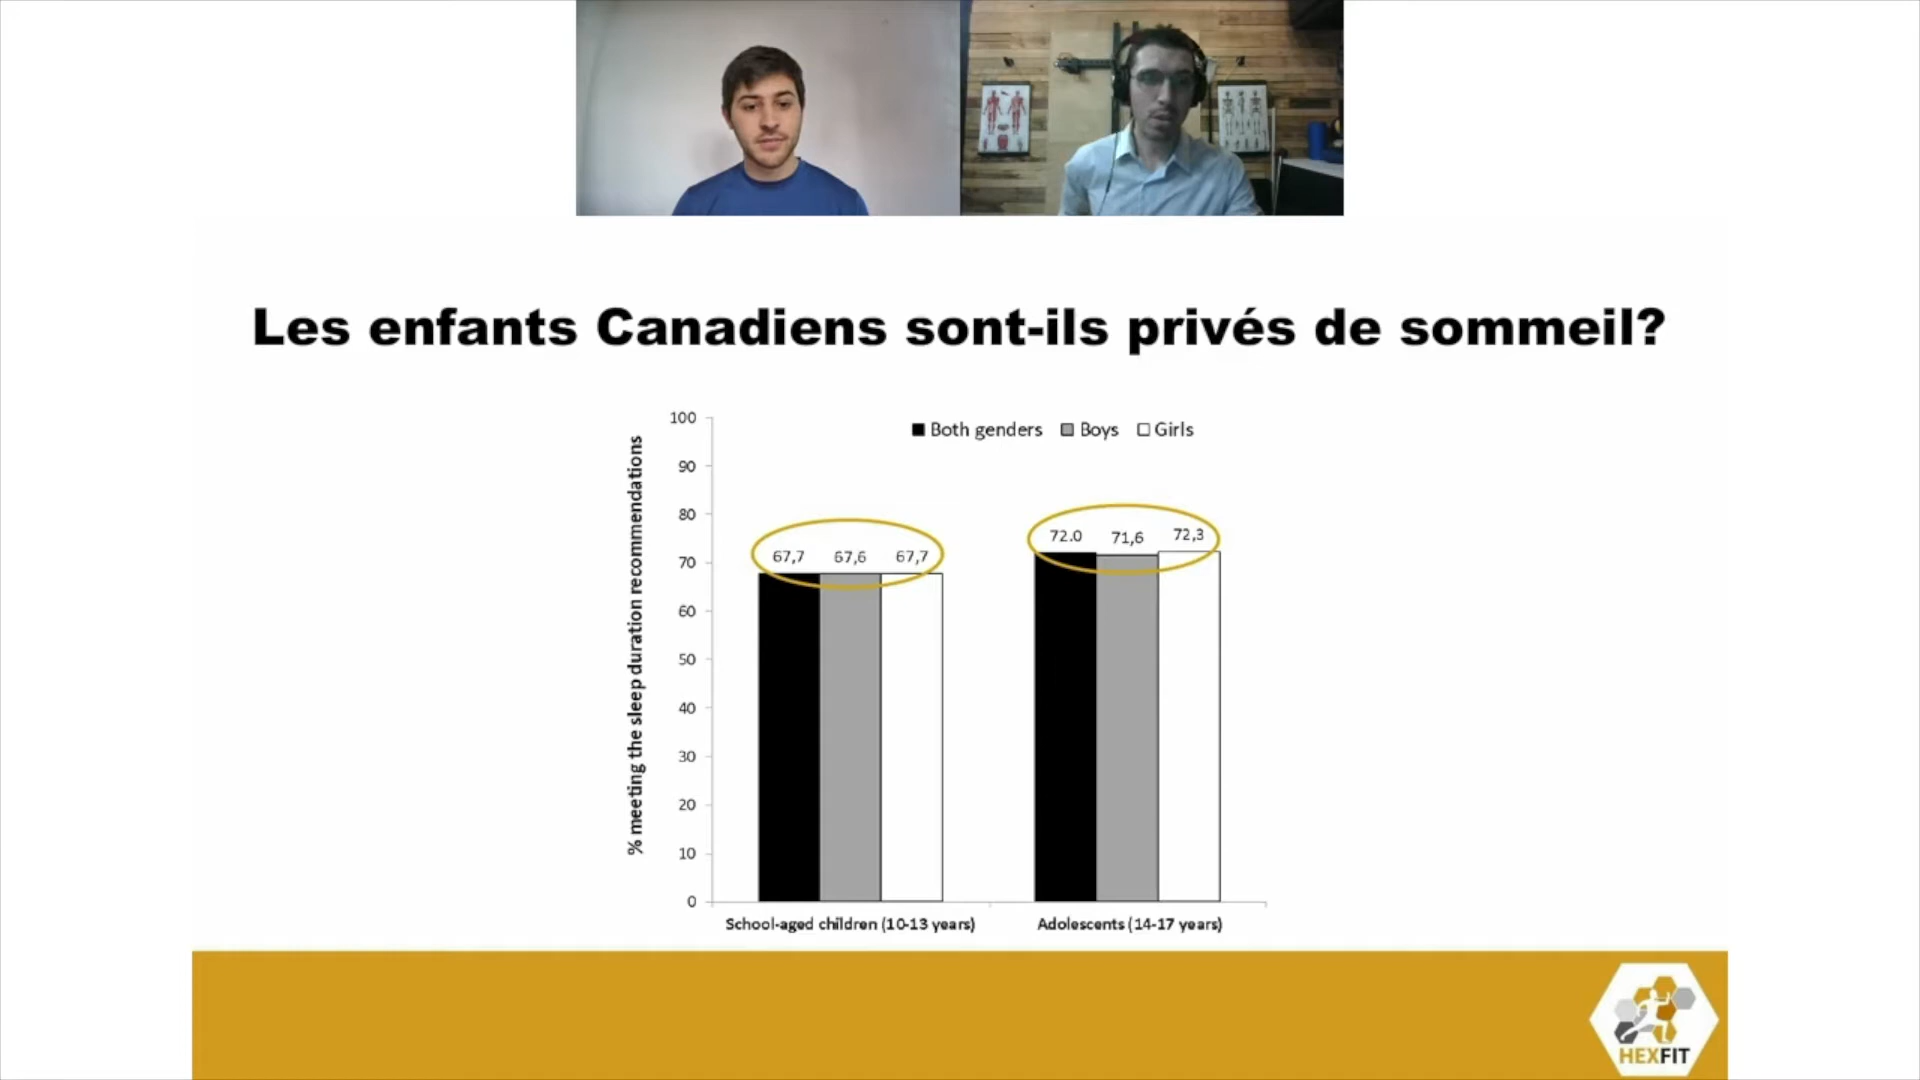 Les enfants Canadiens sont-ils privés de sommeil?
Both genders Boys Girls
% meeting the sleep duration recommendations
100
90
80
70
60
50
40
30
20
10
0
67,7 67,6 67,7
72.0 71,6 72,3
School-aged children (10-13 years)
Adolescents (14-17 years)
HEXFIT